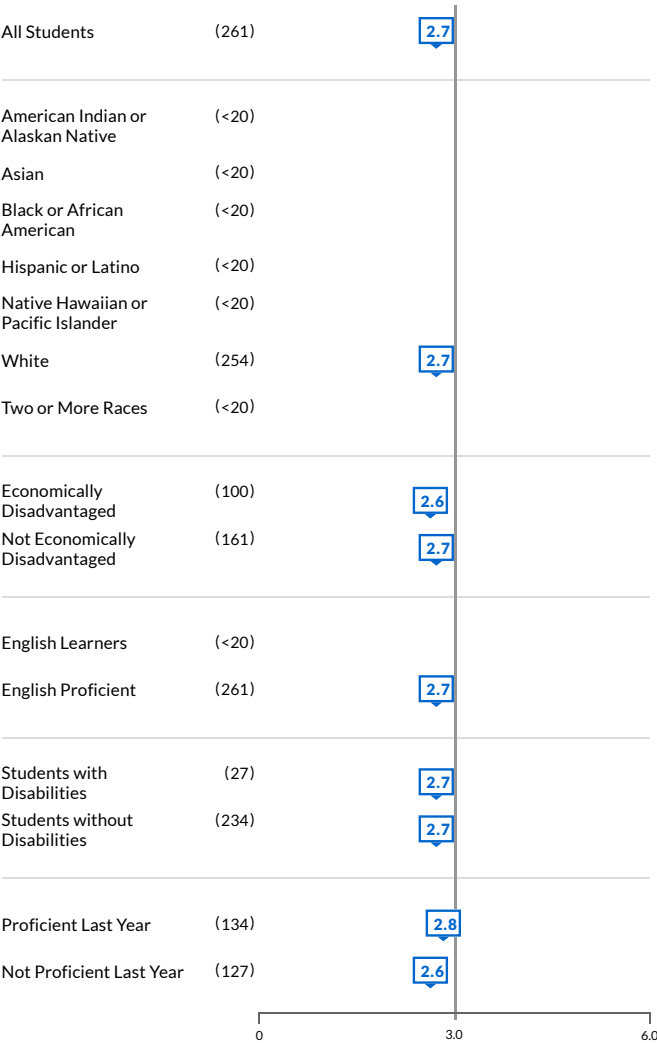 All Students (261) 2.7
American Indian or (<20)
Alaskan Native
Asian (<20)
Black or African (<20)
American
Hispanic or Latino (<20)
Native Hawaiian or (<20)
Pacific Islander
White (254) 2.7
Two or More Races (<20)
Economically (100) 2.6
Disadvantaged
Not Economically (161) 2.7
Disadvantaged
English Learners (<20)
English Proficient (261) 2.7
Students with (27) 2.7
Disabilities
Students without (234) 2.7
Disabilities
Proficient Last Year (134) 2.8
Not Proficient Last Year (127) 2.6
0 3.0 6.0